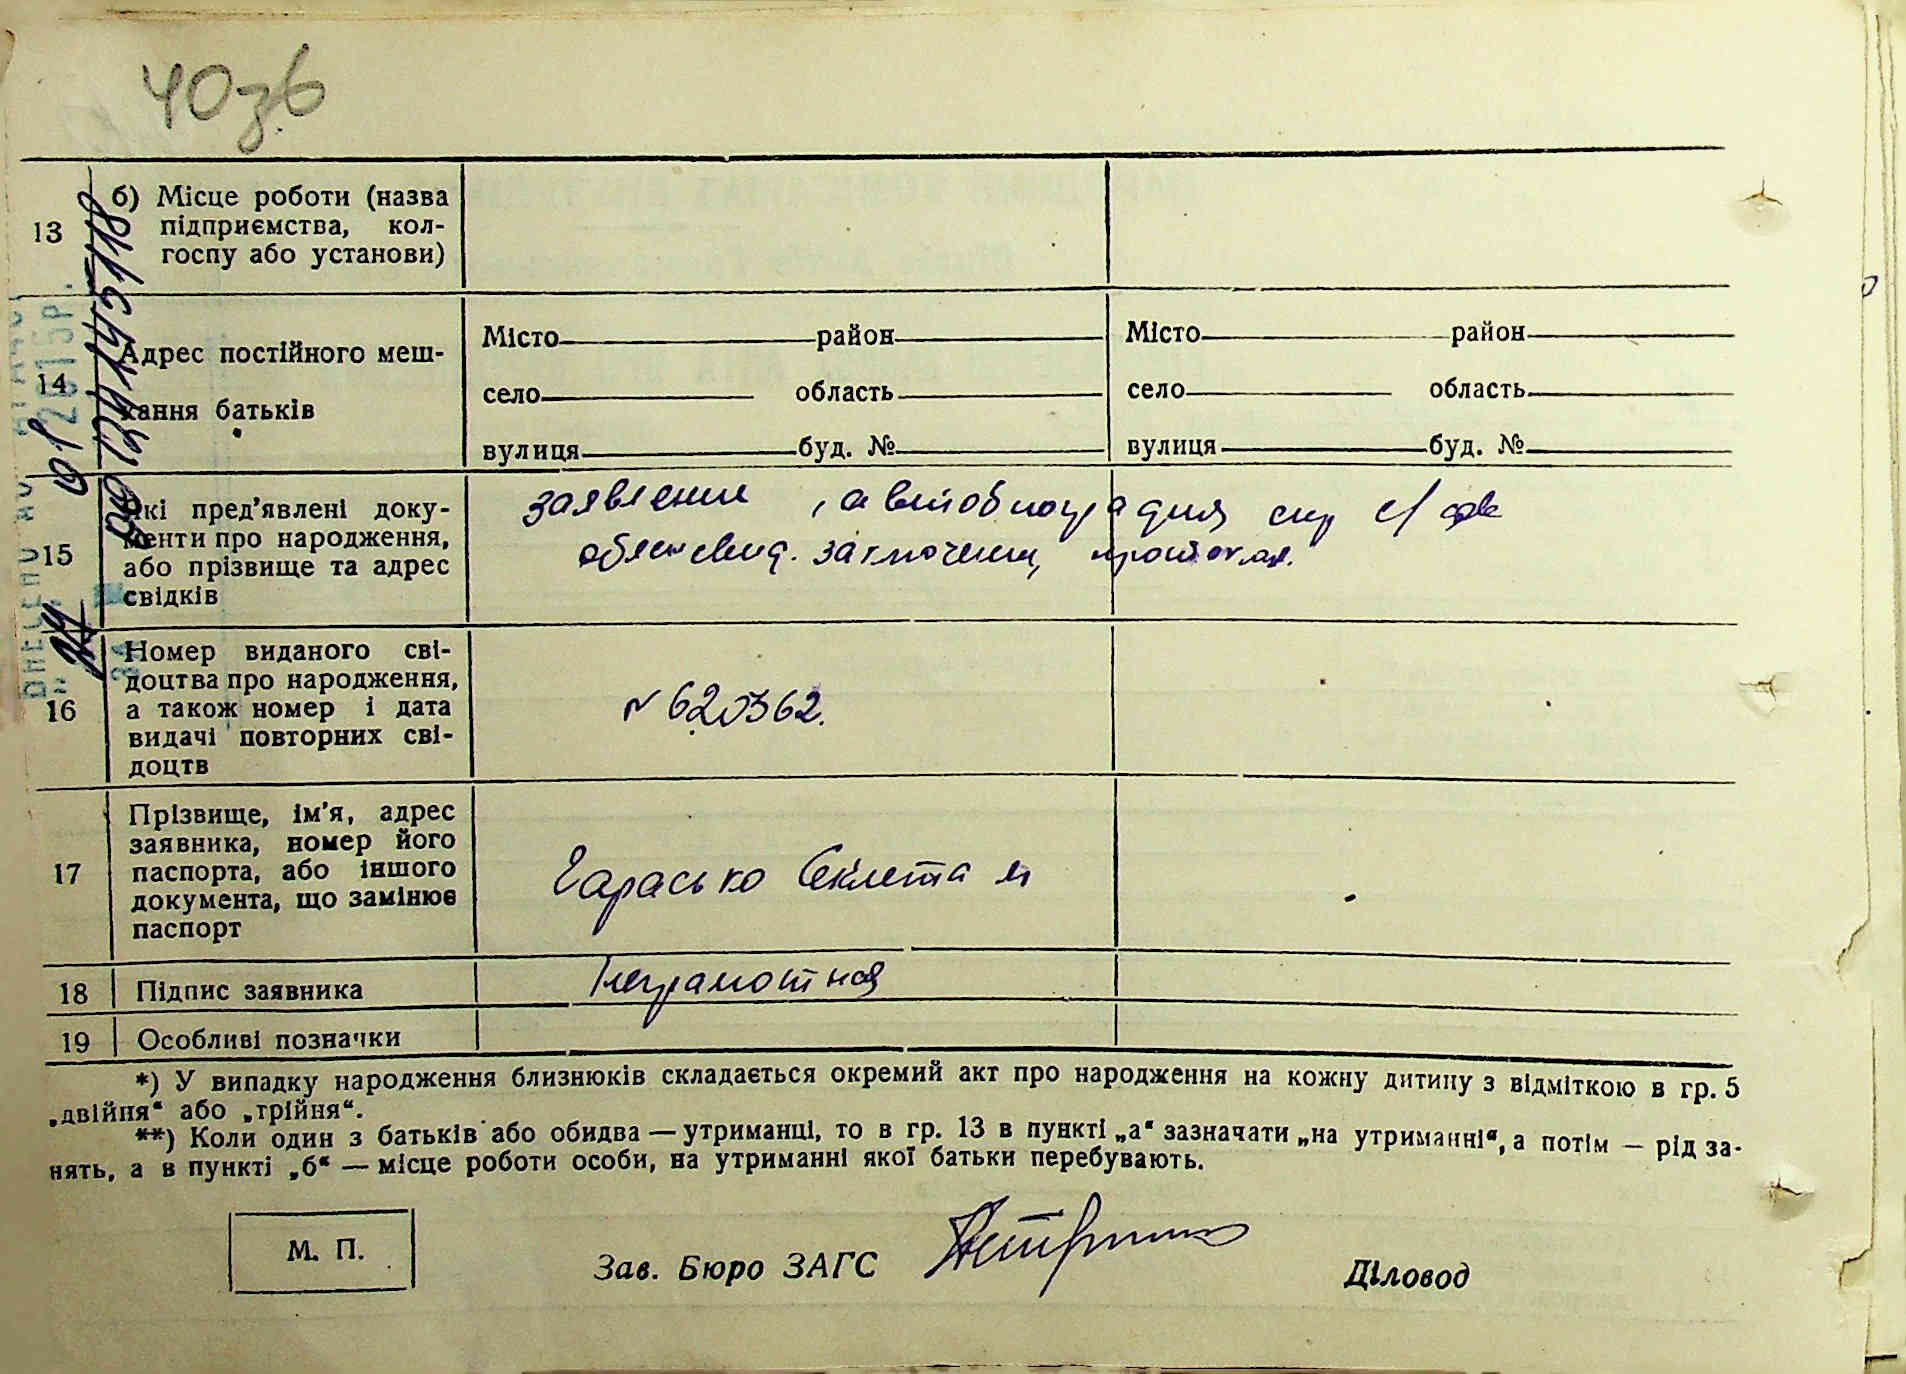 40зв
13
б) Місце роботи (назва
підприємства, кол-
госпу або установи)
14
Адрес постійного меш-
кання батьків
Місто район
село область
вулиця буд. №
Місто район
село область
вулиця буд. №
15
Які пред'явлені доку-
менти про народження,
або прізвище та адрес
свідків
заявление, автобиография
заключения, протокол.
16
Номер виданого сві-
доцтва про народження,
а також номер і дата
видачі повторних сві-
доцтв
№ 620362.
17
Прізвище, ім'я, адрес
заявника, номер його
паспорта, або іншого
документа, що замінює
паспорт
Гарасько Секлета М
18
Підпис заявника
Неграмотная
19
Особливі позначки
*) У випадку народження близнюків складається окремий акт про народження на кожну дитину з відміткою в гр. 5
„двійня“ або „трійня“.
**) Коли один з батьків або обидва — утриманці, то в гр. 13 в пункті „а“ зазначати „на утриманні“, а потім — рід за-
нять, а в пункті „б“ — місце роботи особи, на утриманні якої батьки перебувають.
М. П.
Зав. Бюро ЗАГС
Діловод